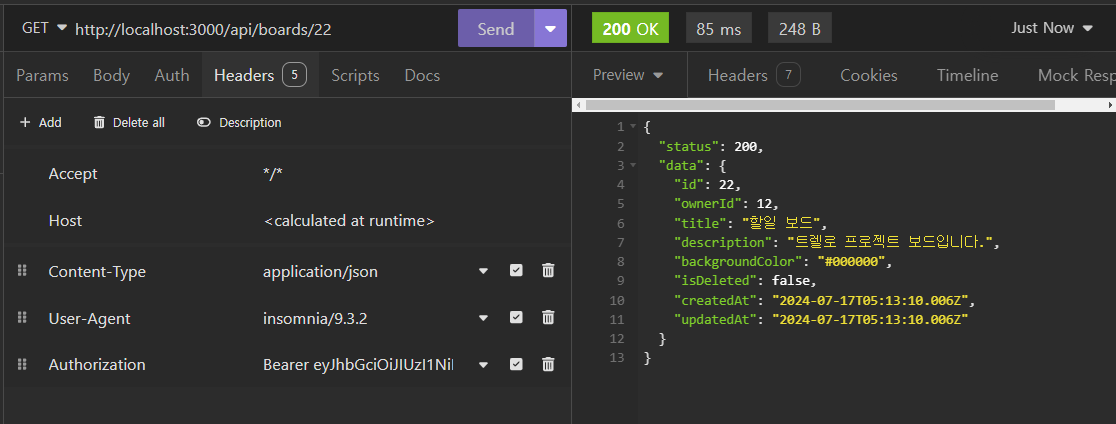 GET http://localhost:3000/api/boards/22 Send 200 OK 85 ms 248 B Just Now
Params Body Auth Headers 5 Scripts Docs
Preview Headers 7 Cookies Timeline Mock Resp
+ Add Delete all Description
Accept */*
Host <calculated at runtime>
Content-Type application/json
User-Agent insomnia/9.3.2
Authorization Bearer eyJhbGciOiJIUzI1Nil
1 {
2 "status": 200,
3 "data": {
4 "id": 22,
5 "ownerId": 12,
6 "title": "할일 보드",
7 "description": "트렐로 프로젝트 보드입니다.",
8 "backgroundColor": "#000000",
9 "isDeleted": false,
10 "createdAt": "2024-07-17T05:13:10.006Z",
11 "updatedAt": "2024-07-17T05:13:10.006Z"
12 }
13 }